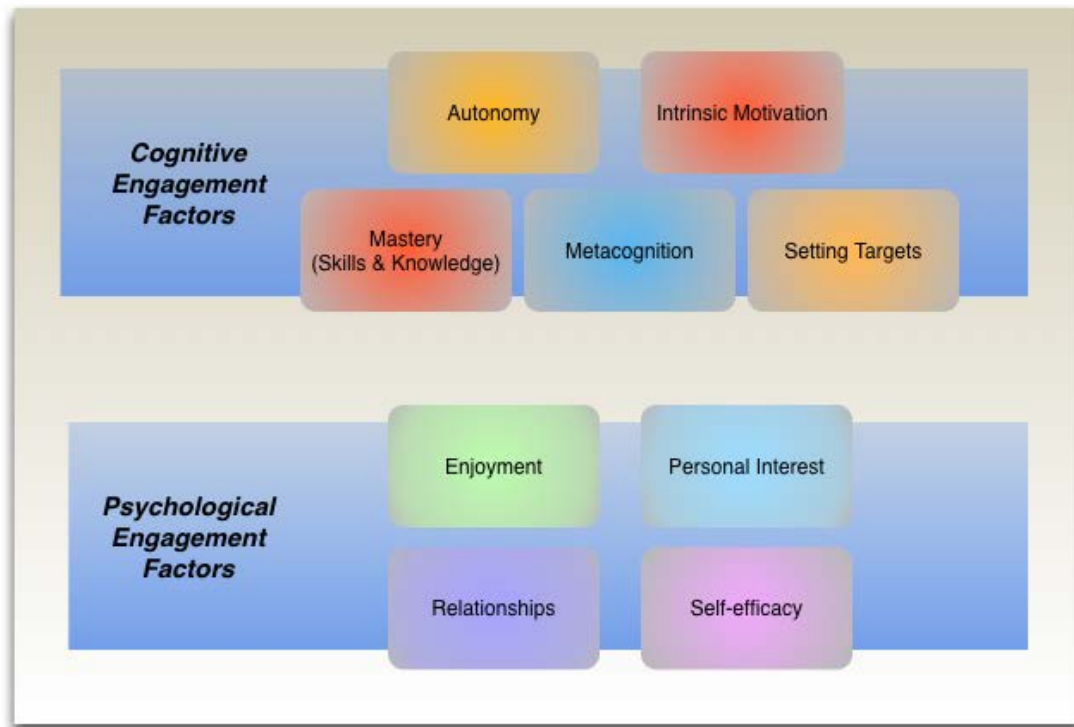 Cognitive
Engagement
Factors
Autonomy
Intrinsic Motivation
Mastery
(Skills & Knowledge)
Metacognition
Setting Targets
Psychological
Engagement
Factors
Enjoyment
Personal Interest
Relationships
Self-efficacy